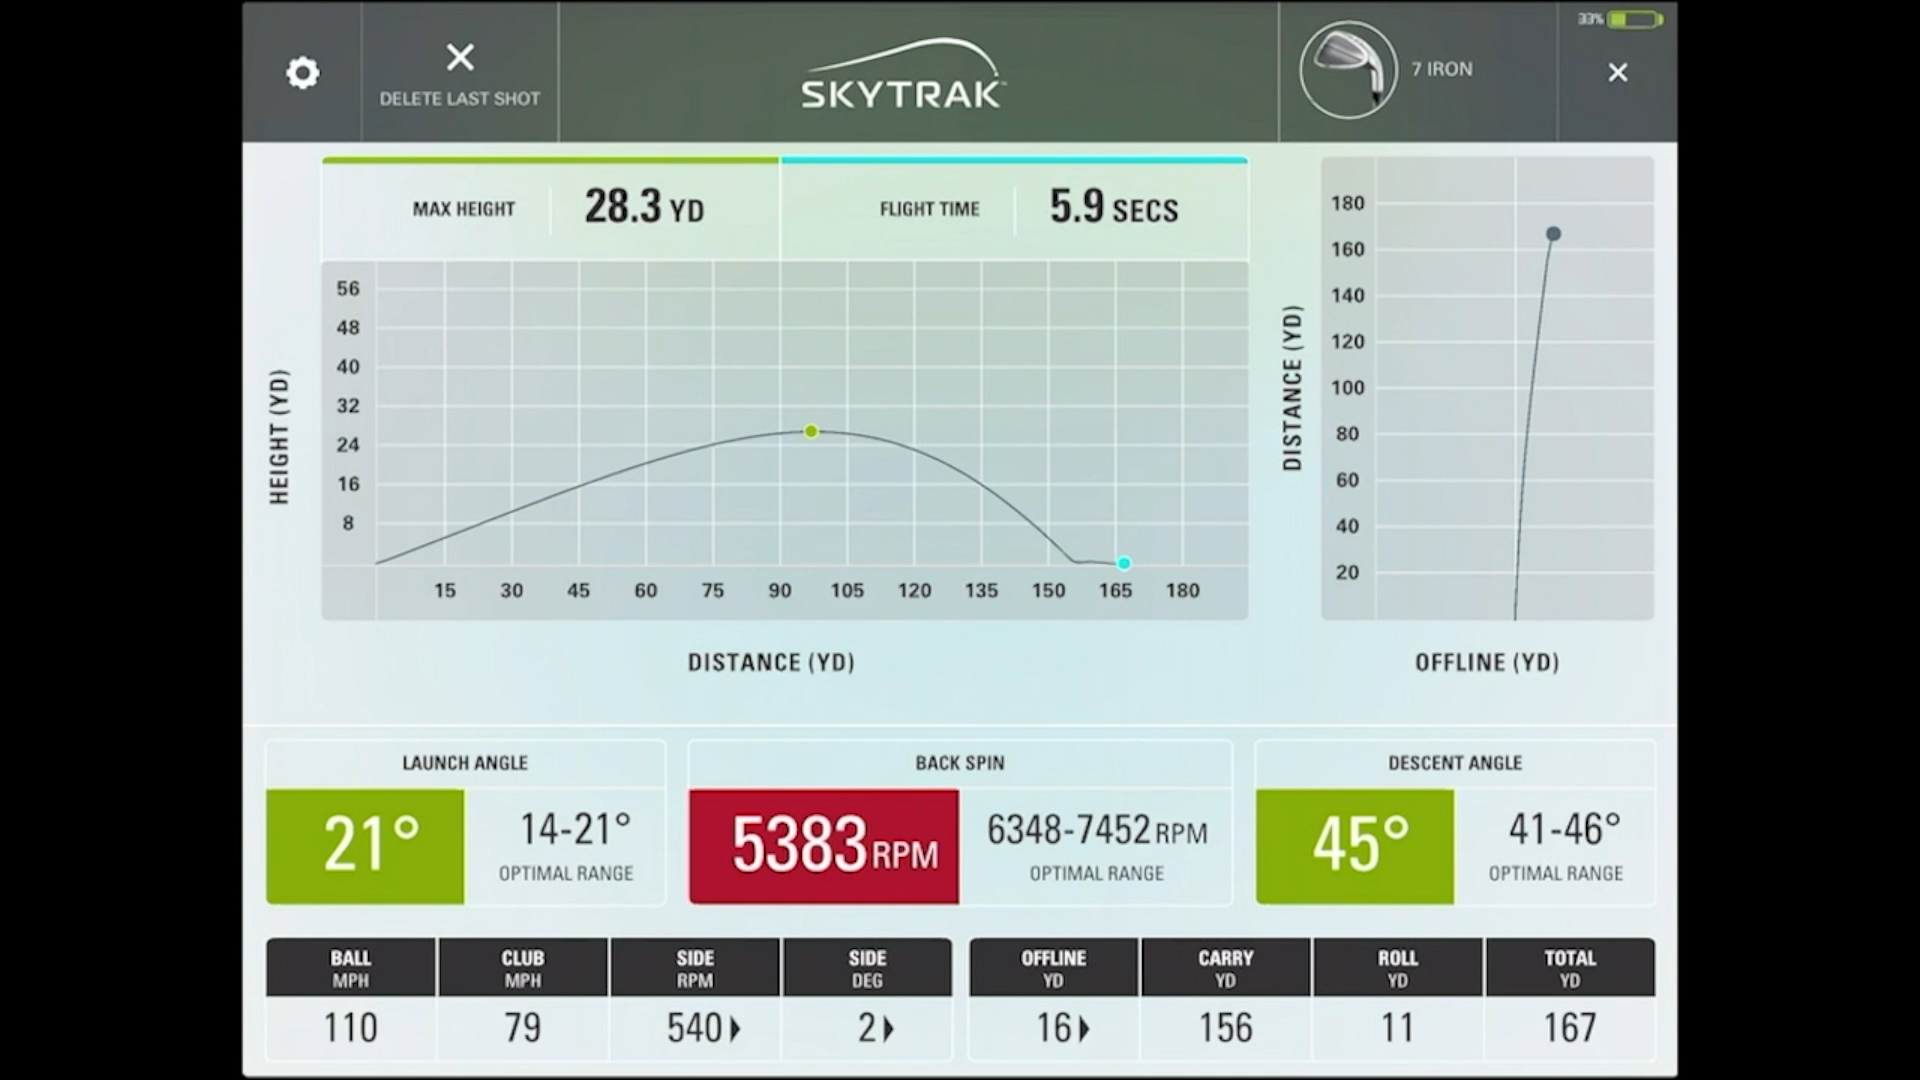 33%
DELETE LAST SHOT
SKYTRAK
7 IRON
MAX HEIGHT 28.3 YD
FLIGHT TIME 5.9 SECS
HEIGHT (YD)
56
48
40
32
24
16
8
15 30 45 60 75 90 105 120 135 150 165 180
DISTANCE (YD)
DISTANCE (YD)
180
160
140
120
100
80
60
40
20
OFFLINE (YD)
LAUNCH ANGLE
21° 14-21°
OPTIMAL RANGE
BACK SPIN
5383 RPM 6348-7452 RPM
OPTIMAL RANGE
DESCENT ANGLE
45° 41-46°
OPTIMAL RANGE
BALL CLUB SIDE SIDE OFFLINE CARRY ROLL TOTAL
MPH MPH RPM DEG YD YD YD YD
110 79 540 2 16 156 11 167